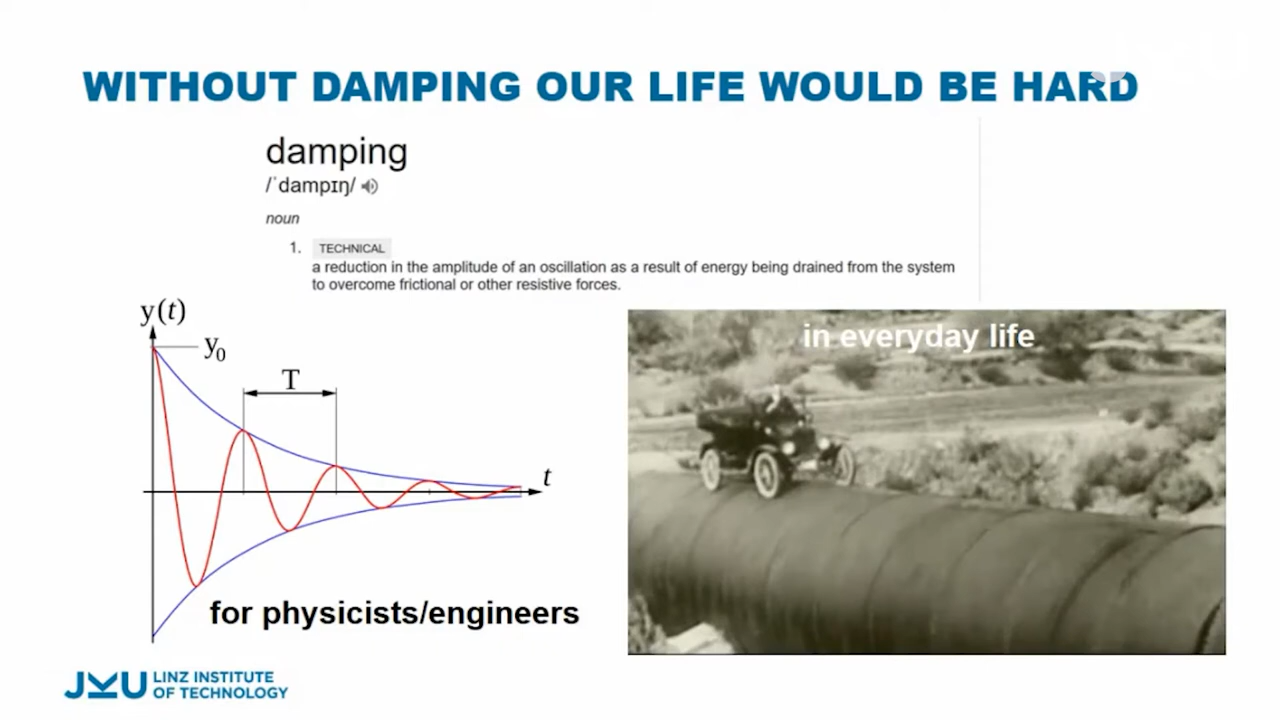 JKU
WITHOUT DAMPING OUR LIFE WOULD BE HARD
damping
/ˈdampɪŋ/
noun
1. TECHNICAL
a reduction in the amplitude of an oscillation as a result of energy being drained from the system
to overcome frictional or other resistive forces.
y(t)
y0
T
t
for physicists/engineers
in everyday life
JKU LINZ INSTITUTE
OF TECHNOLOGY